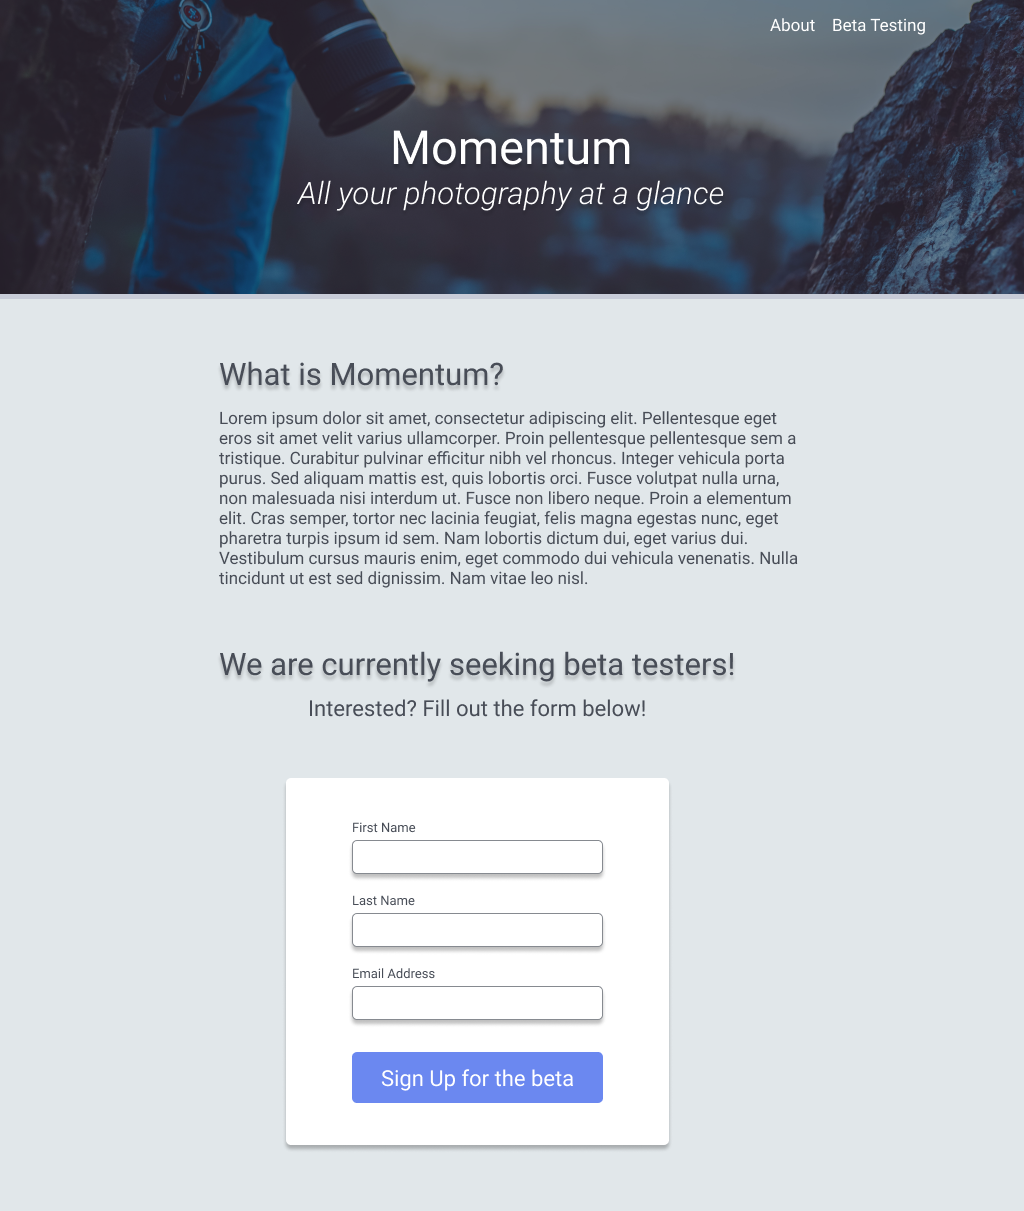 About Beta Testing
Momentum
All your photography at a glance
What is Momentum?
Lorem ipsum dolor sit amet, consectetur adipiscing elit. Pellentesque eget
eros sit amet velit varius ullamcorper. Proin pellentesque pellentesque sem a
tristique. Curabitur pulvinar efficitur nibh vel rhoncus. Integer vehicula porta
purus. Sed aliquam mattis est, quis lobortis orci. Fusce volutpat nulla urna,
non malesuada nisi interdum ut. Fusce non libero neque. Proin a elementum
elit. Cras semper, tortor nec lacinia feugiat, felis magna egestas nunc, eget
pharetra turpis ipsum id sem. Nam lobortis dictum dui, eget varius dui.
Vestibulum cursus mauris enim, eget commodo dui vehicula venenatis. Nulla
tincidunt ut est sed dignissim. Nam vitae leo nisl.
We are currently seeking beta testers!
Interested? Fill out the form below!
First Name
Last Name
Email Address
Sign Up for the beta